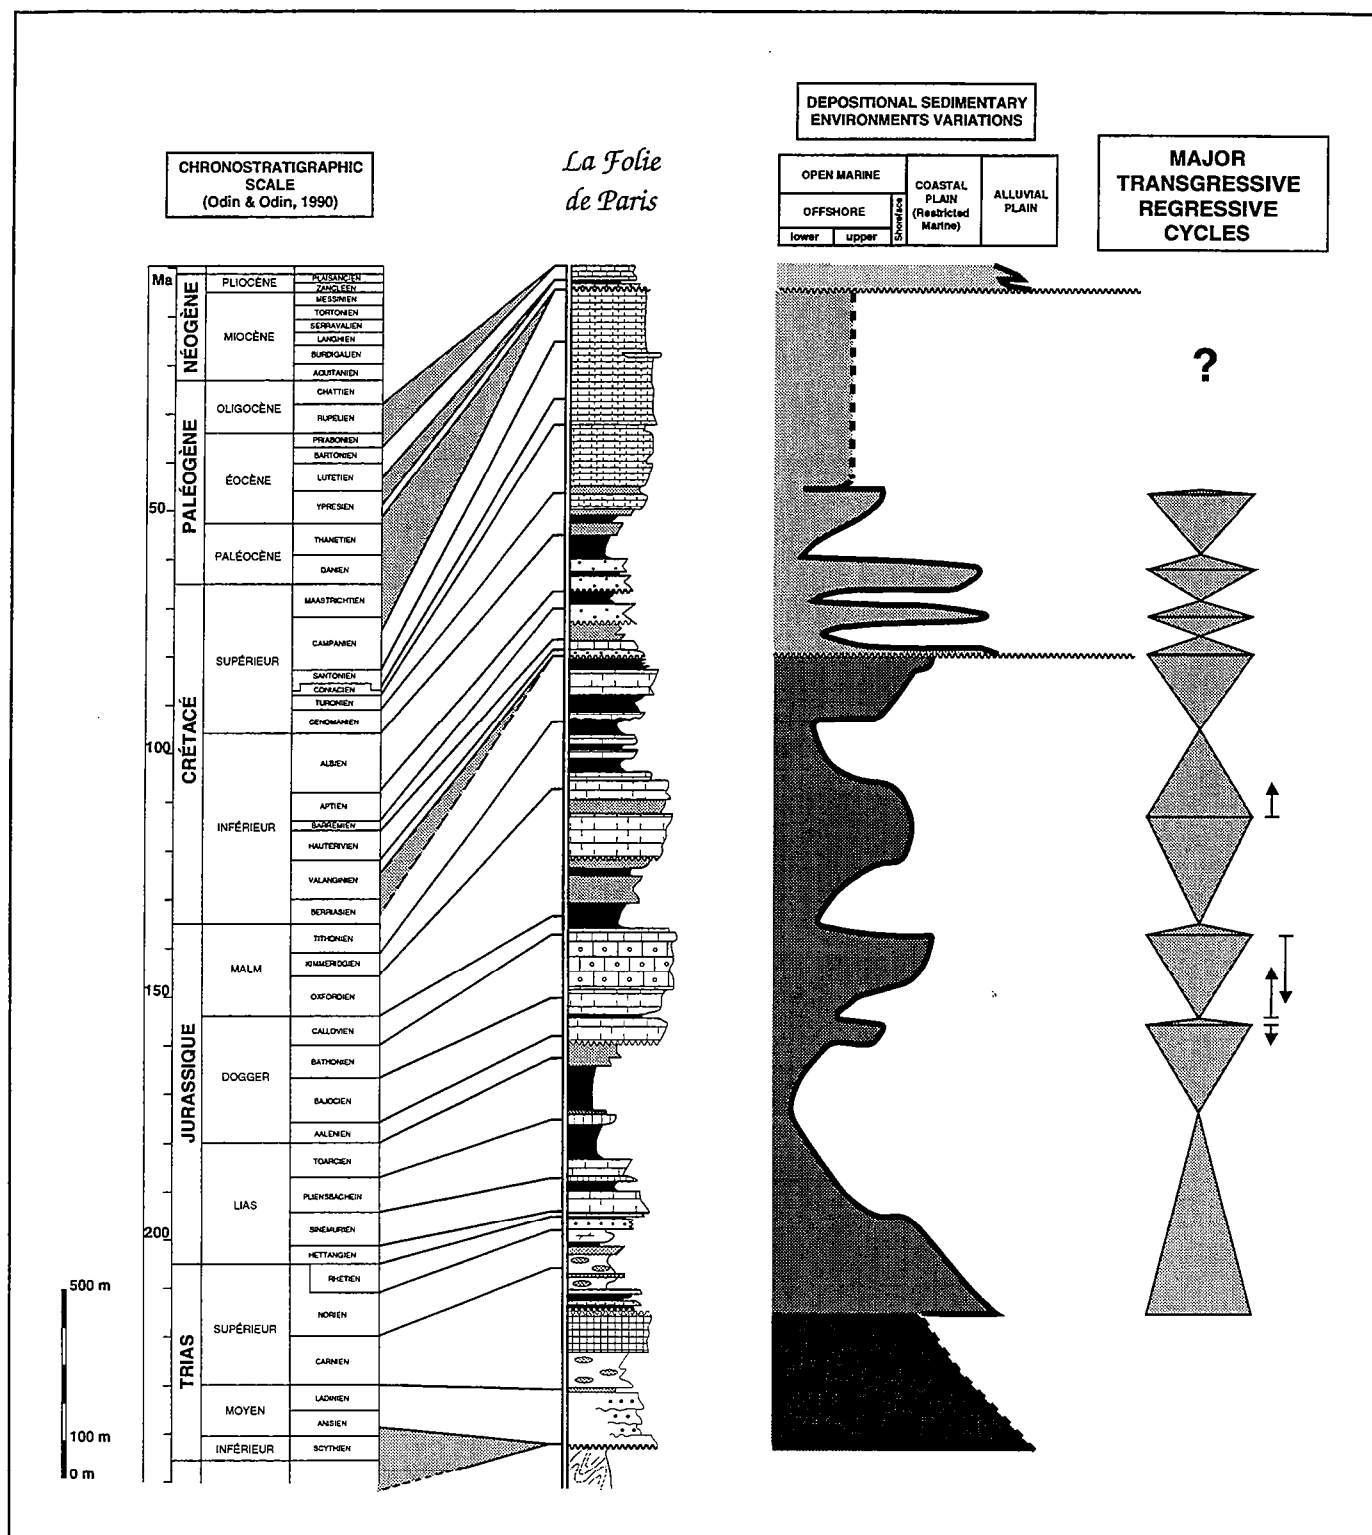 DEPOSITIONAL SEDIMENTARY
ENVIRONMENTS VARIATIONS
CHRONOSTRATIGRAPHIC
SCALE
(Odin & Odin, 1990)
La Folie
de Paris
OPEN MARINE
OFFSHORE
lower
upper
Shoreface
COASTAL
PLAIN
(Restricted
Marine)
ALLUVIAL
PLAIN
MAJOR
TRANSGRESSIVE
REGRESSIVE
CYCLES
Ma
50
100
150
200
NÉOGÈNE
PLIOCÈNE
PLAISANCIEN
ZANCLÉEN
MIOCÈNE
MESSINIEN
TORTONIEN
SERRAVALIEN
LANGHIEN
BURDIGALIEN
AQUITANIEN
PALÉOGÈNE
OLIGOCÈNE
CHATTIEN
RUPELIEN
ÉOCÈNE
PRIABONIEN
BARTONIEN
LUTETIEN
YPRESIEN
PALÉOCÈNE
THANETIEN
DANIEN
CRÉTACÉ
SUPÉRIEUR
MAASTRICHTIEN
CAMPANIEN
SANTONIEN
CONIACIEN
TURONIEN
CENOMANIEN
INFÉRIEUR
ALBIEN
APTIEN
BARREMIEN
HAUTERIVIEN
VALANGINIEN
BERRIASIEN
JURASSIQUE
MALM
TITHONIEN
KIMMERIDGIEN
OXFORDIEN
DOGGER
CALLOVIEN
BATHONIEN
BAJOCIEN
AALENIEN
LIAS
TOARCIEN
PLIENSBACHEIN
SINEMURIEN
HETTANGIEN
TRIAS
SUPÉRIEUR
RHETIEN
NORIEN
CARNIEN
MOYEN
LADINIEN
ANISIEN
INFÉRIEUR
SCYTHIEN
?
500 m
100 m
0 m